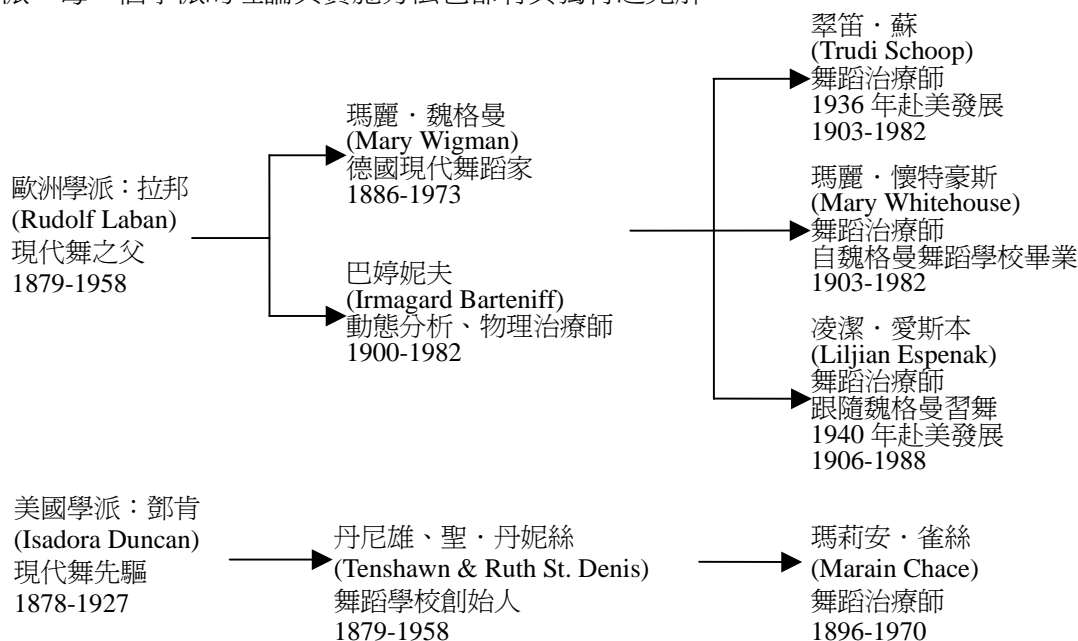 翠笛．蘇
(Trudi Schoop)
舞蹈治療師
1936 年赴美發展
1903-1982
瑪麗．魏格曼
(Mary Wigman)
德國現代舞蹈家
1886-1973
歐洲學派：拉邦
(Rudolf Laban)
現代舞之父
1879-1958
瑪麗．懷特豪斯
(Mary Whitehouse)
舞蹈治療師
自魏格曼舞蹈學校畢業
1903-1982
巴婷妮夫
(Irmagard Barteniff)
動態分析、物理治療師
1900-1982
凌潔．愛斯本
(Liljian Espenak)
舞蹈治療師
跟隨魏格曼習舞
1940 年赴美發展
1906-1988
美國學派：鄧肯
(Isadora Duncan)
現代舞先驅
1878-1927
丹尼雄、聖．丹妮絲
(Tenshawn & Ruth St. Denis)
舞蹈學校創始人
1879-1958
瑪莉安．雀絲
(Marain Chace)
舞蹈治療師
1896-1970